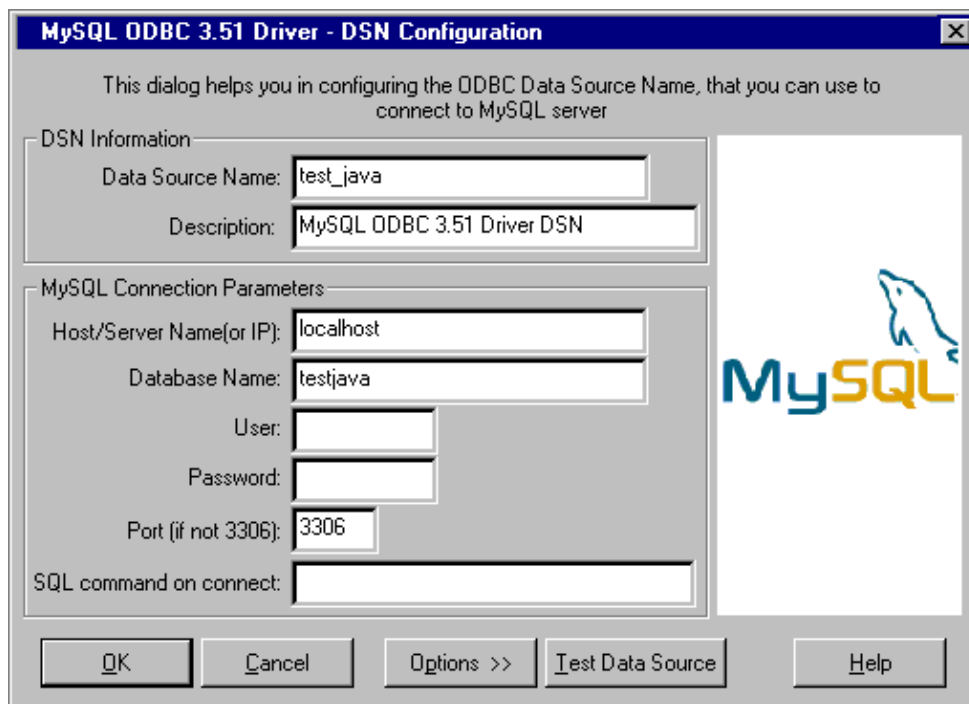 MySQL ODBC 3.51 Driver - DSN Configuration
This dialog helps you in configuring the ODBC Data Source Name, that you can use to
connect to MySQL server
DSN Information
Data Source Name: test_java
Description: MySQL ODBC 3.51 Driver DSN
MySQL Connection Parameters
Host/Server Name(or IP): localhost
Database Name: testjava
User:
Password:
Port (if not 3306): 3306
SQL command on connect:
MySQL
OK Cancel Options >> Test Data Source Help